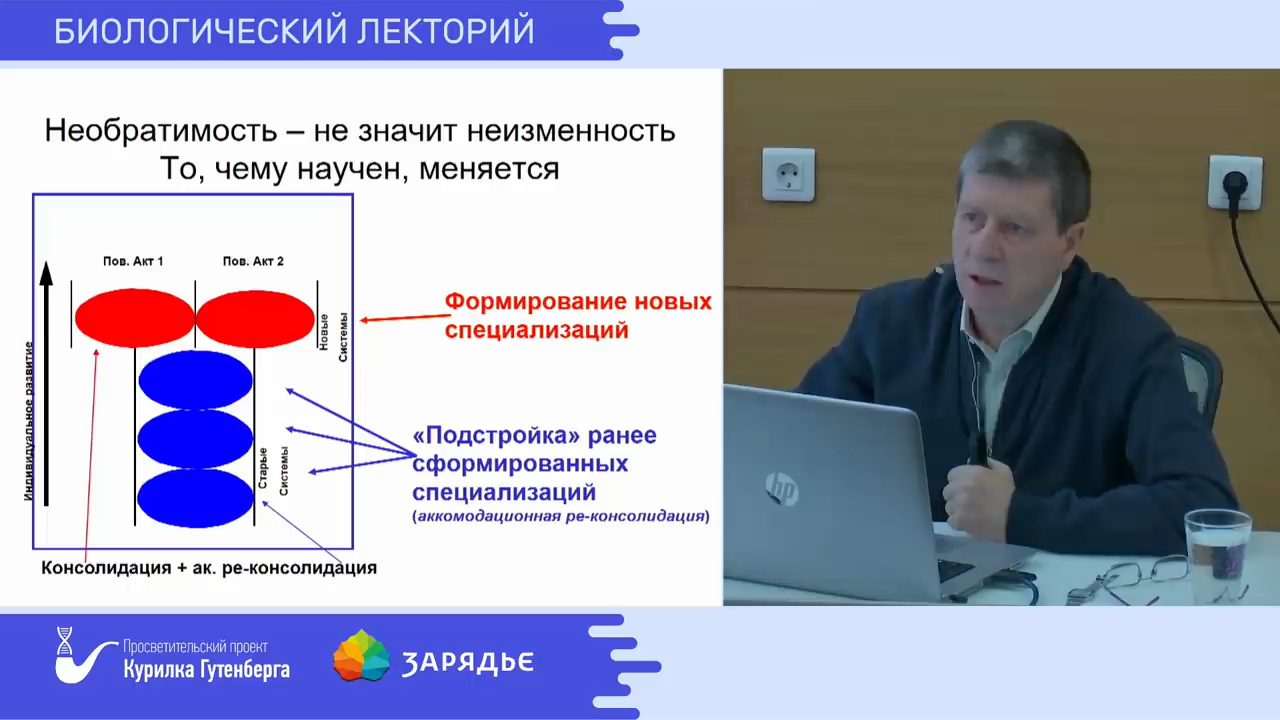 БИОЛОГИЧЕСКИЙ ЛЕКТОРИЙ
Необратимость – не значит неизменность
То, чему научен, меняется
Пов. Акт 1
Пов. Акт 2
Формирование новых
специализаций
Новые
Системы
Индивидуальное развитие
«Подстройка» ранее
сформированных
специализаций
(аккомодационная ре-консолидация)
Старые
Системы
Консолидация + ак. ре-консолидация
hp
Просветительский проект
Курилка Гутенберга
ЗАРЯДЬЕ